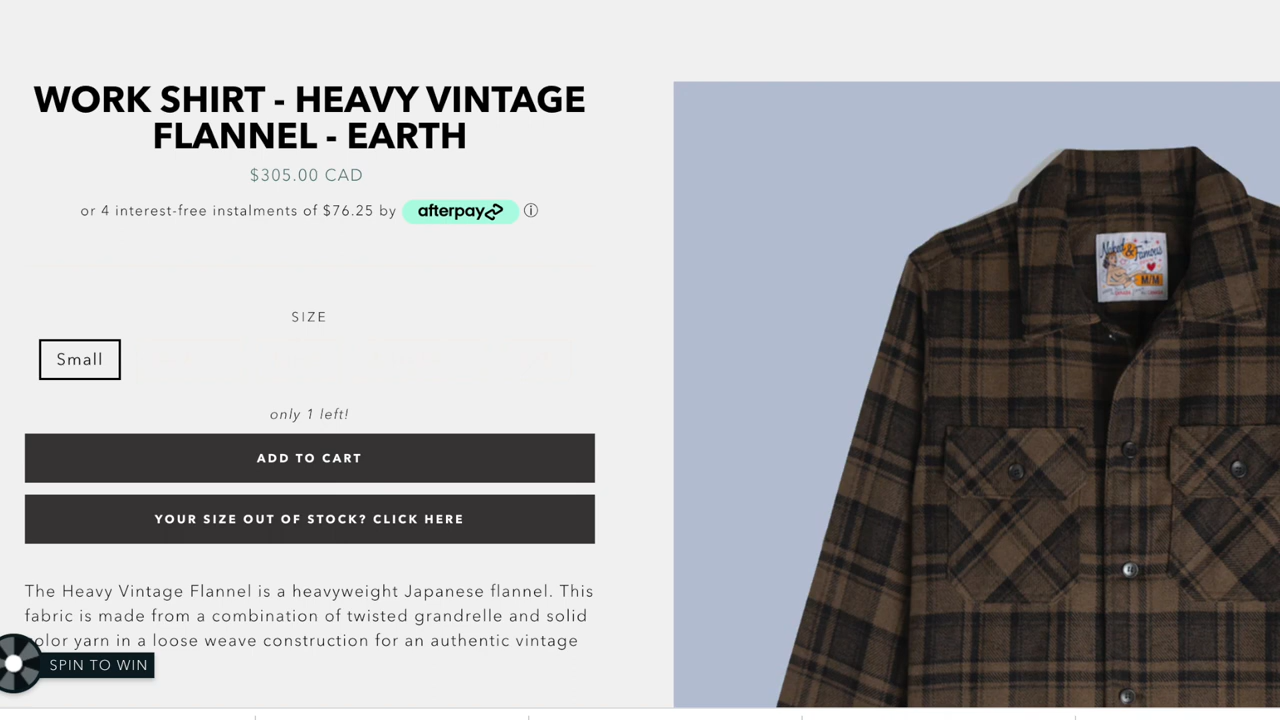 WORK SHIRT - HEAVY VINTAGE
FLANNEL - EARTH
$305.00 CAD
or 4 interest-free instalments of $76.25 by afterpay ⓘ
SIZE
Small
only 1 left!
ADD TO CART
YOUR SIZE OUT OF STOCK? CLICK HERE
The Heavy Vintage Flannel is a heavyweight Japanese flannel. This
fabric is made from a combination of twisted grandrelle and solid
color yarn in a loose weave construction for an authentic vintage
SPIN TO WIN
Naked & Famous
M/M